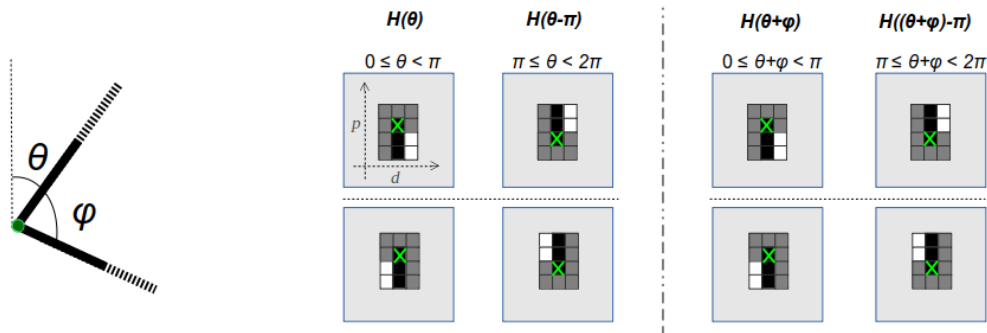 H(θ) H(θ-π) H(θ+φ) H((θ+φ)-π)
0 ≤ θ < π π ≤ θ < 2π 0 ≤ θ+φ < π π ≤ θ+φ < 2π
θ
φ
p
d